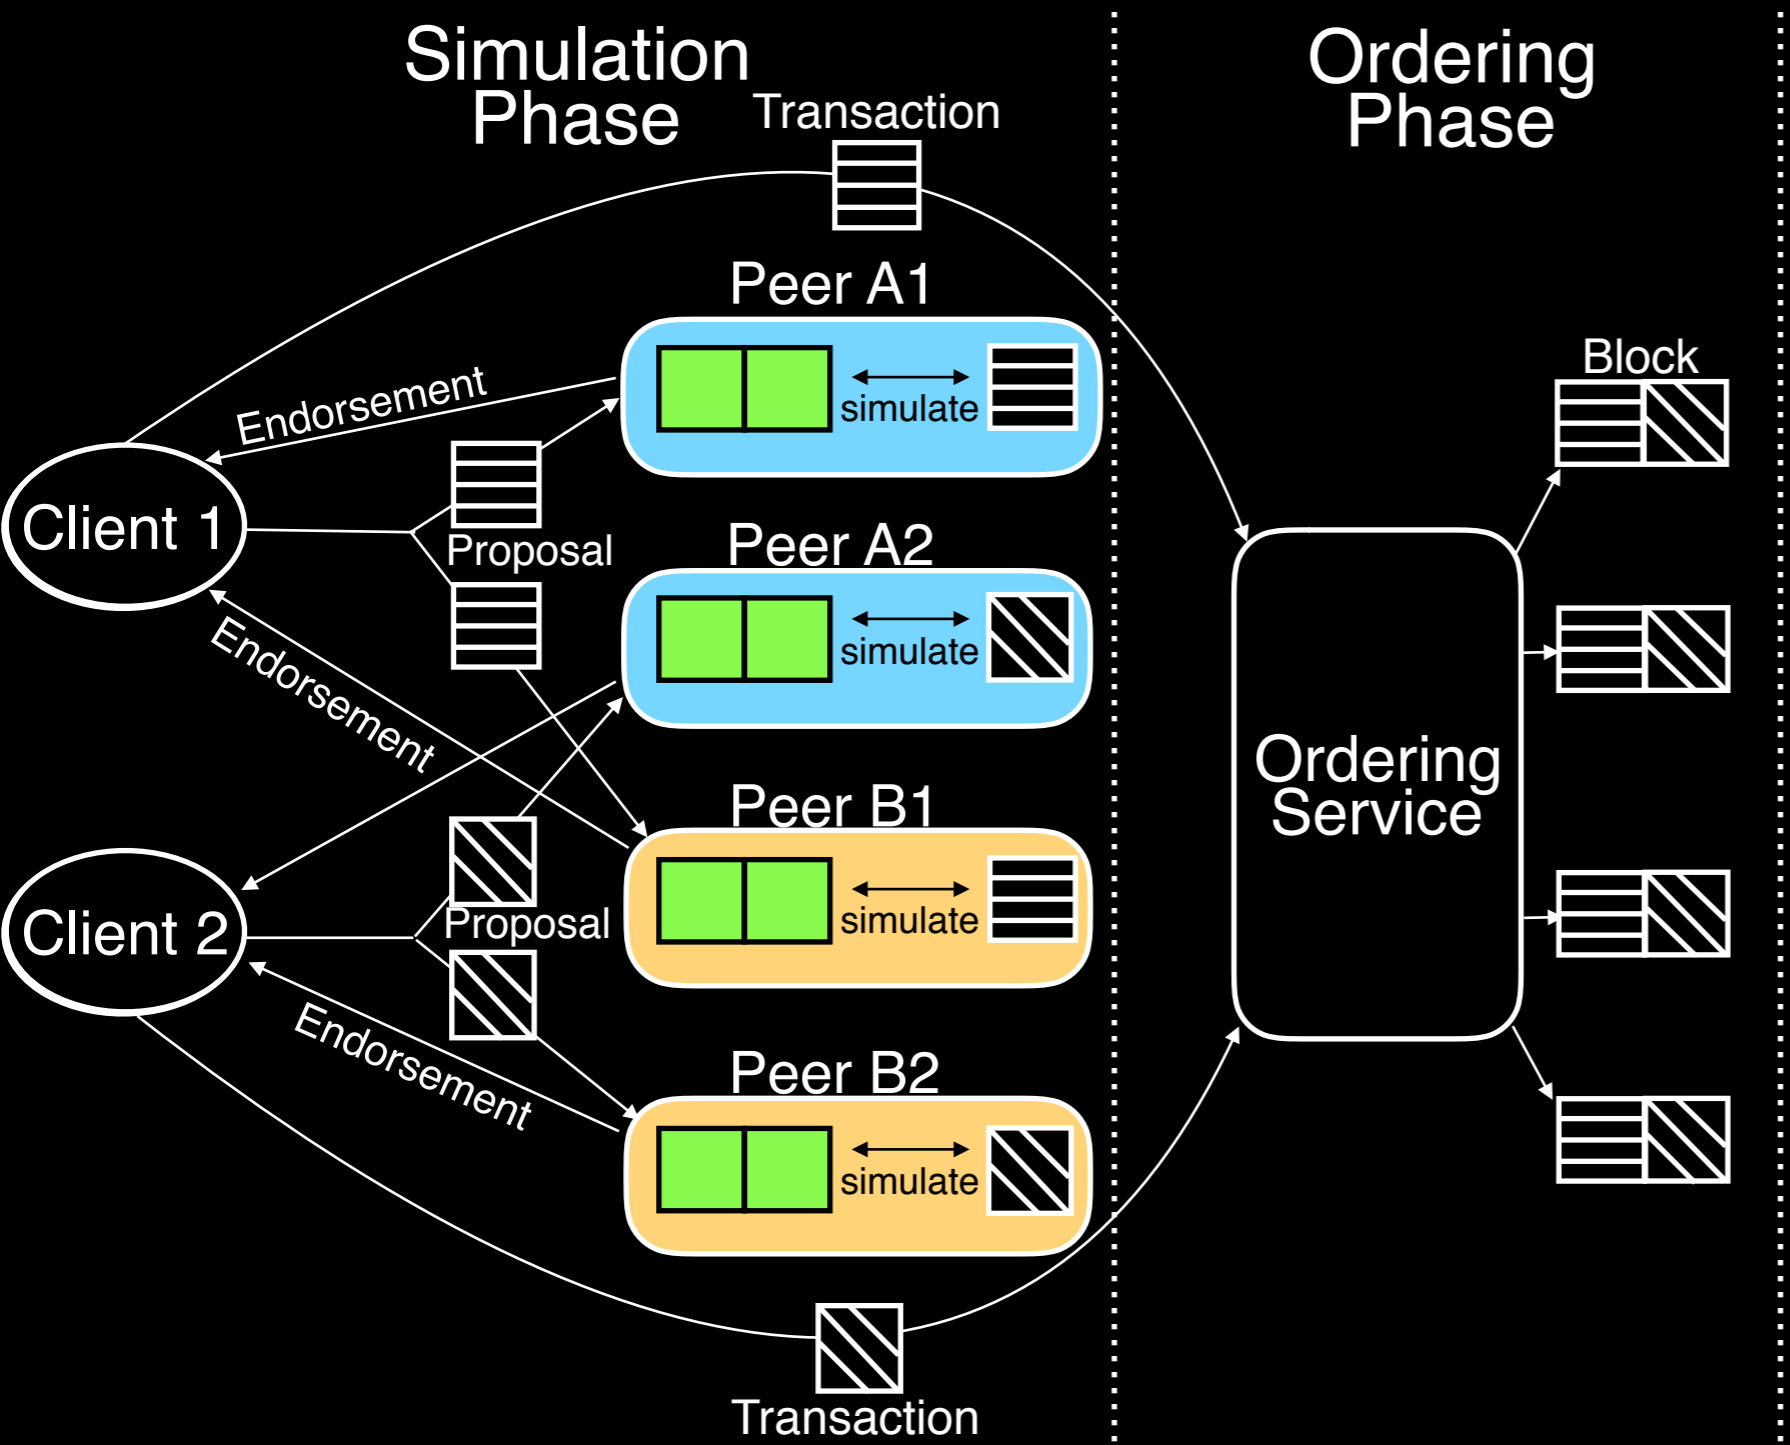 Simulation
Phase
Transaction
Ordering
Phase
Peer A1
simulate
Endorsement
Client 1
Proposal
Peer A2
simulate
Endorsement
Peer B1
simulate
Client 2
Proposal
Endorsement
Peer B2
simulate
Transaction
Ordering
Service
Block